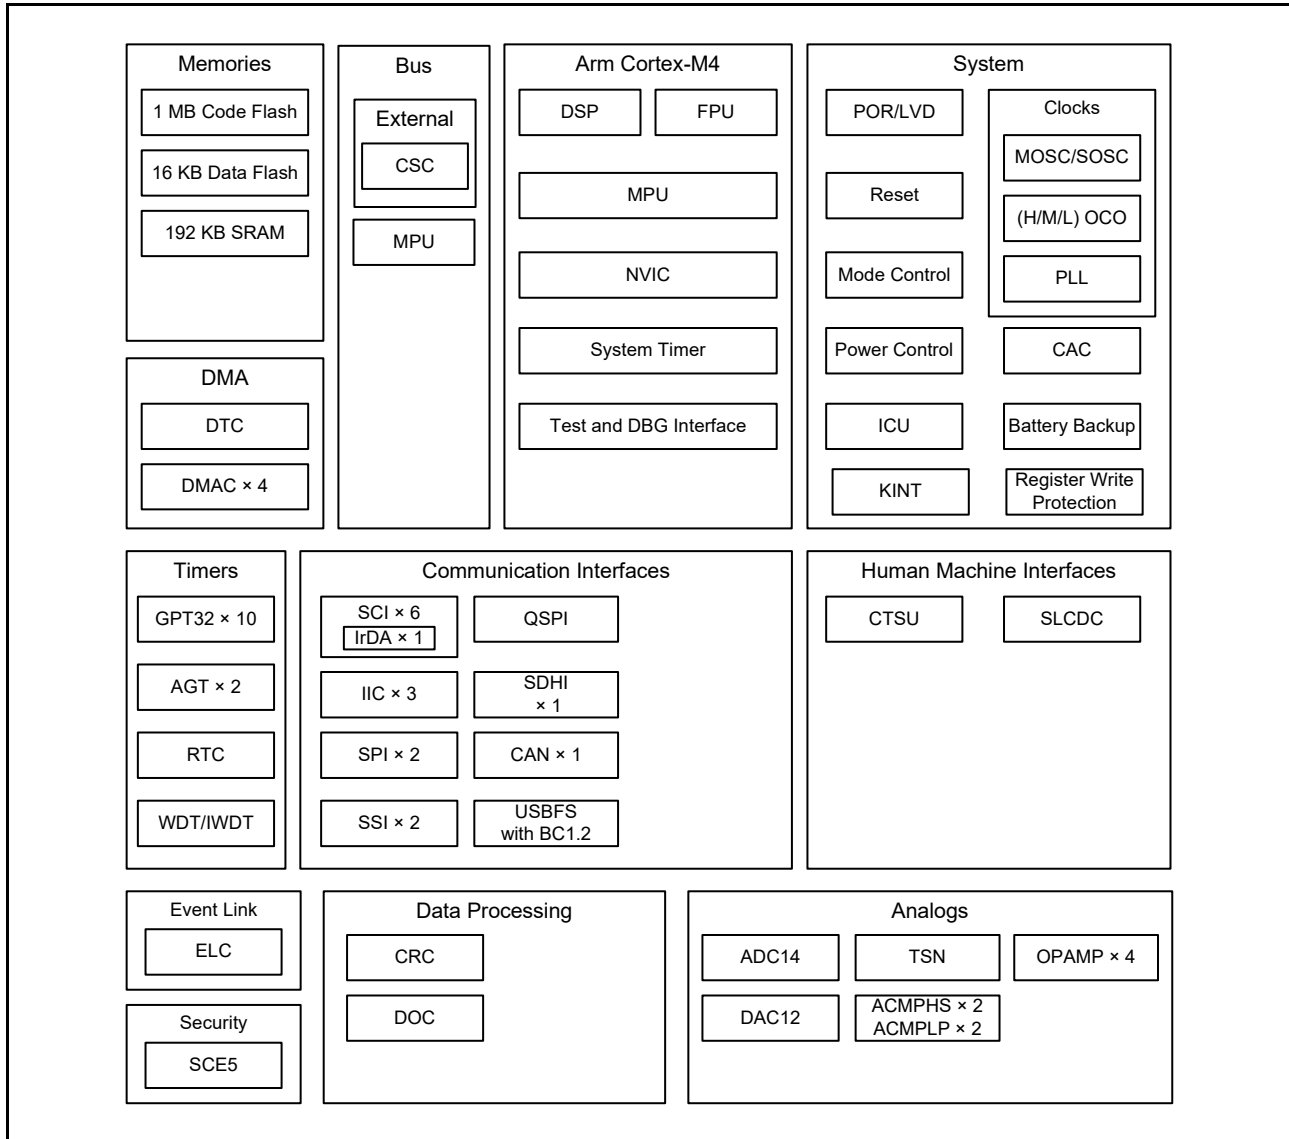 Memories
1 MB Code Flash
16 KB Data Flash
192 KB SRAM
DMA
DTC
DMAC × 4
Bus
External
CSC
MPU
Arm Cortex-M4
DSP
FPU
MPU
NVIC
System Timer
Test and DBG Interface
System
POR/LVD
Reset
Mode Control
Power Control
ICU
KINT
Clocks
MOSC/SOSC
(H/M/L) OCO
PLL
CAC
Battery Backup
Register Write
Protection
Timers
GPT32 × 10
AGT × 2
RTC
WDT/IWDT
Communication Interfaces
SCI × 6
IrDA × 1
IIC × 3
SPI × 2
SSI × 2
QSPI
SDHI
× 1
CAN × 1
USBFS
with BC1.2
Human Machine Interfaces
CTSU
SLCDC
Event Link
ELC
Security
SCE5
Data Processing
CRC
DOC
Analogs
ADC14
TSN
OPAMP × 4
DAC12
ACMPHS × 2
ACMPLP × 2